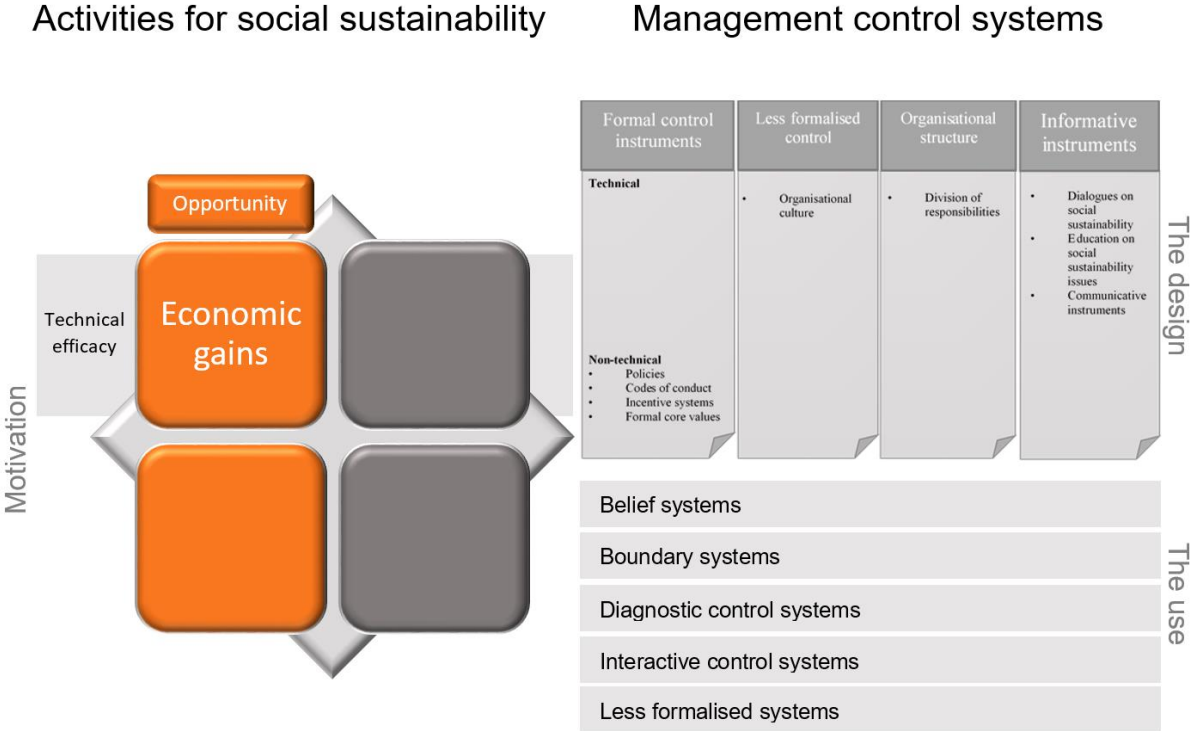 Activities for social sustainability
Management control systems
Opportunity
Economic
gains
Technical
efficacy
Motivation
Formal control
instruments
Technical
Non-technical
• Policies
• Codes of conduct
• Incentive systems
• Formal core values
Less formalised
control
• Organisational
culture
Organisational
structure
• Division of
responsibilities
Informative
instruments
• Dialogues on
social
sustainability
• Education on
social
sustainability
issues
• Communicative
instruments
The design
Belief systems
Boundary systems
Diagnostic control systems
Interactive control systems
Less formalised systems
The use